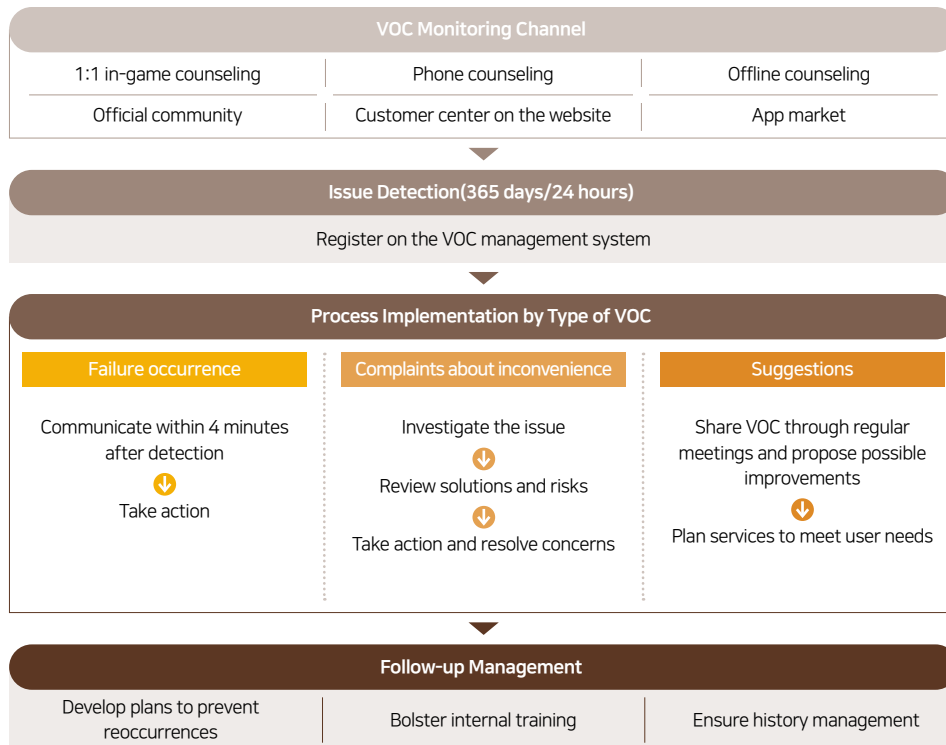 VOC Monitoring Channel
1:1 in-game counseling
Phone counseling
Offline counseling
Official community
Customer center on the website
App market
Issue Detection(365 days/24 hours)
Register on the VOC management system
Process Implementation by Type of VOC
Failure occurrence
Communicate within 4 minutes
after detection
Take action
Complaints about inconvenience
Investigate the issue
Review solutions and risks
Take action and resolve concerns
Suggestions
Share VOC through regular
meetings and propose possible
improvements
Plan services to meet user needs
Follow-up Management
Develop plans to prevent
reoccurrences
Bolster internal training
Ensure history management